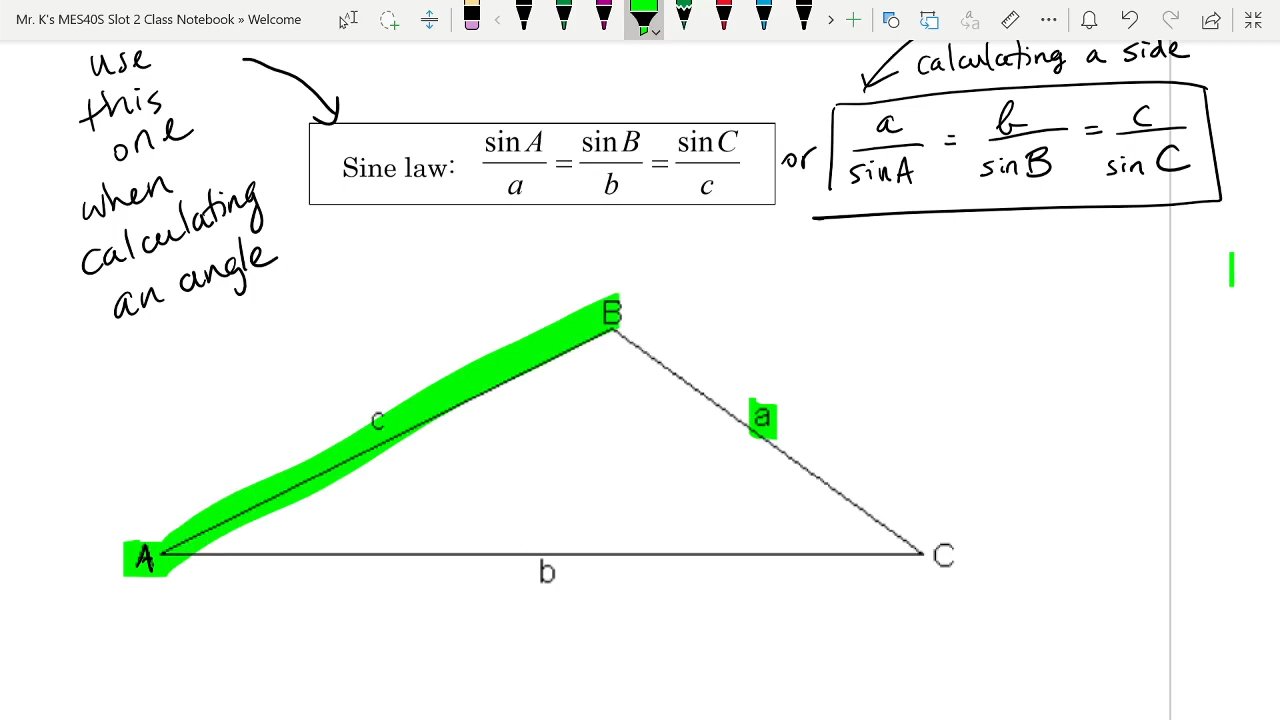 Mr. K's MES40S Slot 2 Class Notebook » Welcome
use
this
one
when
calculating
an angle
Sine law: sin A / a = sin B / b = sin C / c
or
calculating a side
a / sin A = b / sin B = c / sin C
B
c
a
A
C
b